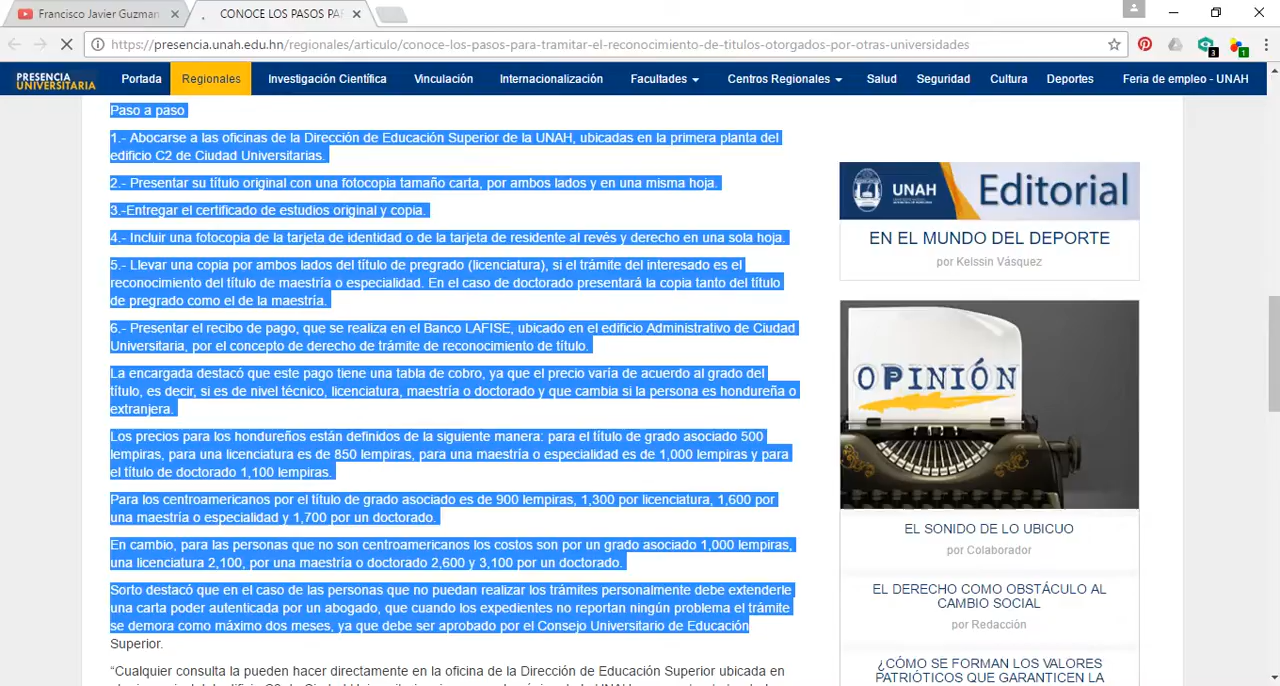 Francisco Javier Guzman
CONOCE LOS PASOS PA
https://presencia.unah.edu.hn/regionales/articulo/conoce-los-pasos-para-tramitar-el-reconocimiento-de-titulos-otorgados-por-otras-universidades
3
1
PRESENCIA
UNIVERSITARIA
Portada Regionales Investigación Científica Vinculación Internacionalización Facultades Centros Regionales Salud Seguridad Cultura Deportes Feria de empleo - UNAH
Paso a paso
1.- Abocarse a las oficinas de la Dirección de Educación Superior de la UNAH, ubicadas en la primera planta del
edificio C2 de Ciudad Universitarias.
2.- Presentar su título original con una fotocopia tamaño carta, por ambos lados y en una misma hoja.
3.-Entregar el certificado de estudios original y copia.
4.- Incluir una fotocopia de la tarjeta de identidad o de la tarjeta de residente al revés y derecho en una sola hoja.
5.- Llevar una copia por ambos lados del título de pregrado (licenciatura), si el trámite del interesado es el
reconocimiento del título de maestría o especialidad. En el caso de doctorado presentará la copia tanto del título
de pregrado como el de la maestría.
6.- Presentar el recibo de pago, que se realiza en el Banco LAFISE, ubicado en el edificio Administrativo de Ciudad
Universitaria, por el concepto de derecho de trámite de reconocimiento de título.
La encargada destacó que este pago tiene una tabla de cobro, ya que el precio varía de acuerdo al grado del
título, es decir, si es de nivel técnico, licenciatura, maestría o doctorado y que cambia si la persona es hondureña o
extranjera.
Los precios para los hondureños están definidos de la siguiente manera: para el título de grado asociado 500
lempiras, para una licenciatura es de 850 lempiras, para una maestría o especialidad es de 1,000 lempiras y para
el título de doctorado 1,100 lempiras.
Para los centroamericanos por el título de grado asociado es de 900 lempiras, 1,300 por licenciatura, 1,600 por
una maestría o especialidad y 1,700 por un doctorado.
En cambio, para las personas que no son centroamericanos los costos son por un grado asociado 1,000 lempiras,
una licenciatura 2,100, por una maestría o doctorado 2,600 y 3,100 por un doctorado.
Sorto destacó que en el caso de las personas que no puedan realizar los trámites personalmente debe extenderle
una carta poder autenticada por un abogado, que cuando los expedientes no reportan ningún problema el trámite
se demora como máximo dos meses, ya que debe ser aprobado por el Consejo Universitario de Educación
Superior.
“Cualquier consulta la pueden hacer directamente en la oficina de la Dirección de Educación Superior ubicada en
UNAH
Editorial
EN EL MUNDO DEL DEPORTE
por Kelssin Vásquez
OPINIÓN
EL SONIDO DE LO UBICUO
por Colaborador
EL DERECHO COMO OBSTÁCULO AL
CAMBIO SOCIAL
por Redacción
¿CÓMO SE FORMAN LOS VALORES
PATRIÓTICOS QUE GARANTICEN LA